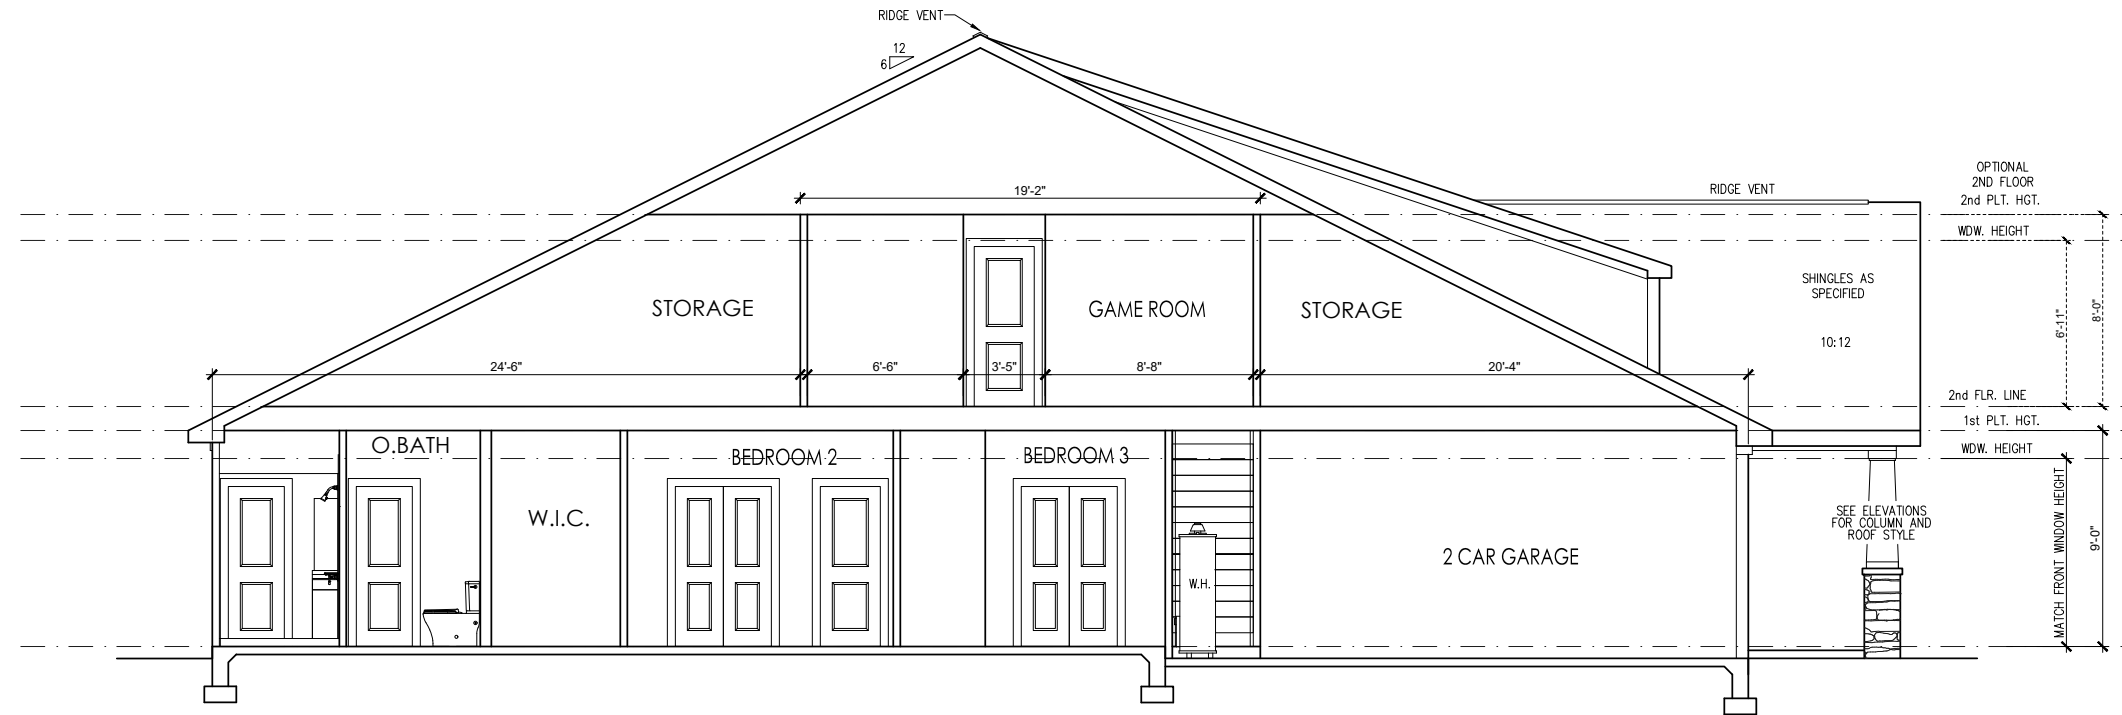 RIDGE VENT
12
6
OPTIONAL
2ND FLOOR
2nd PLT. HGT.
19'-2"
RIDGE VENT
WDW. HEIGHT
SHINGLES AS
SPECIFIED
10:12
STORAGE
GAME ROOM
STORAGE
6'-11"
8'-0"
24'-6"
6'-6"
3'-5"
8'-8"
20'-4"
2nd FLR. LINE
1st PLT. HGT.
WDW. HEIGHT
O.BATH
BEDROOM 2
BEDROOM 3
W.I.C.
W.H.
2 CAR GARAGE
SEE ELEVATIONS
FOR COLUMN AND
ROOF STYLE
MATCH FRONT WINDOW HEIGHT
9'-0"